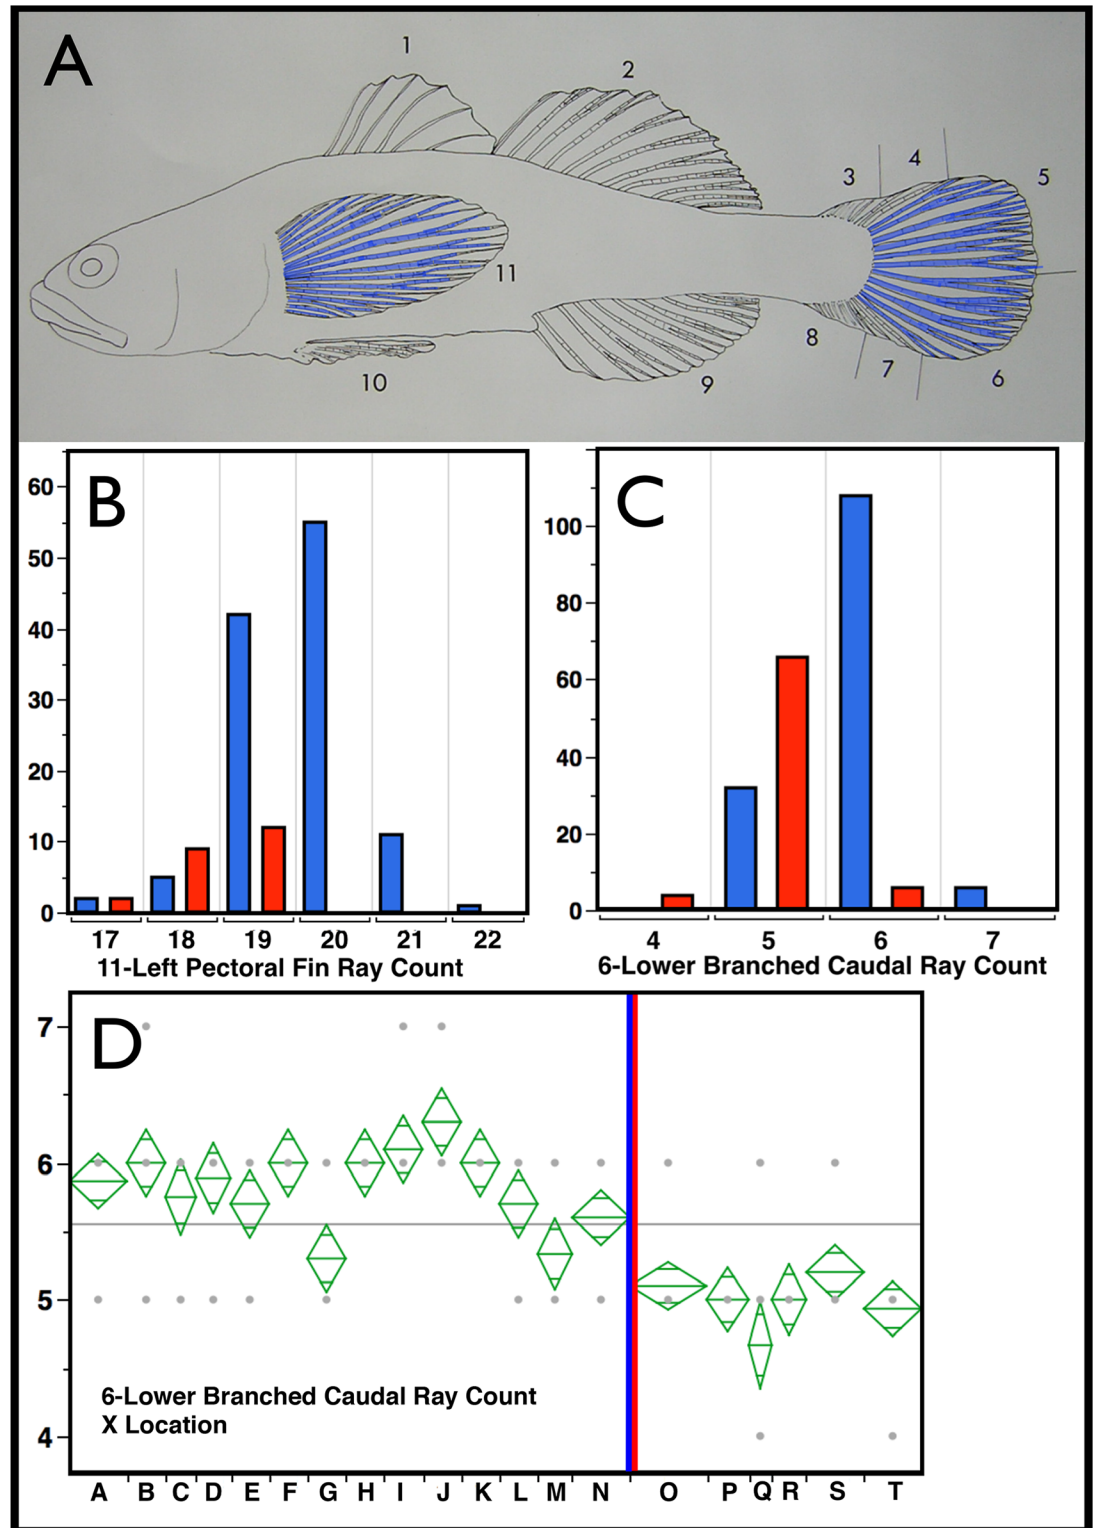 A
1
2
3
4
5
11
8
7
6
10
9
B
60
50
40
30
20
10
0
17 18 19 20 21 22
11-Left Pectoral Fin Ray Count
C
100
80
60
40
20
0
4 5 6 7
6-Lower Branched Caudal Ray Count
D
7
6
5
4
6-Lower Branched Caudal Ray Count
X Location
A B C D E F G H I J K L M N O P Q R S T